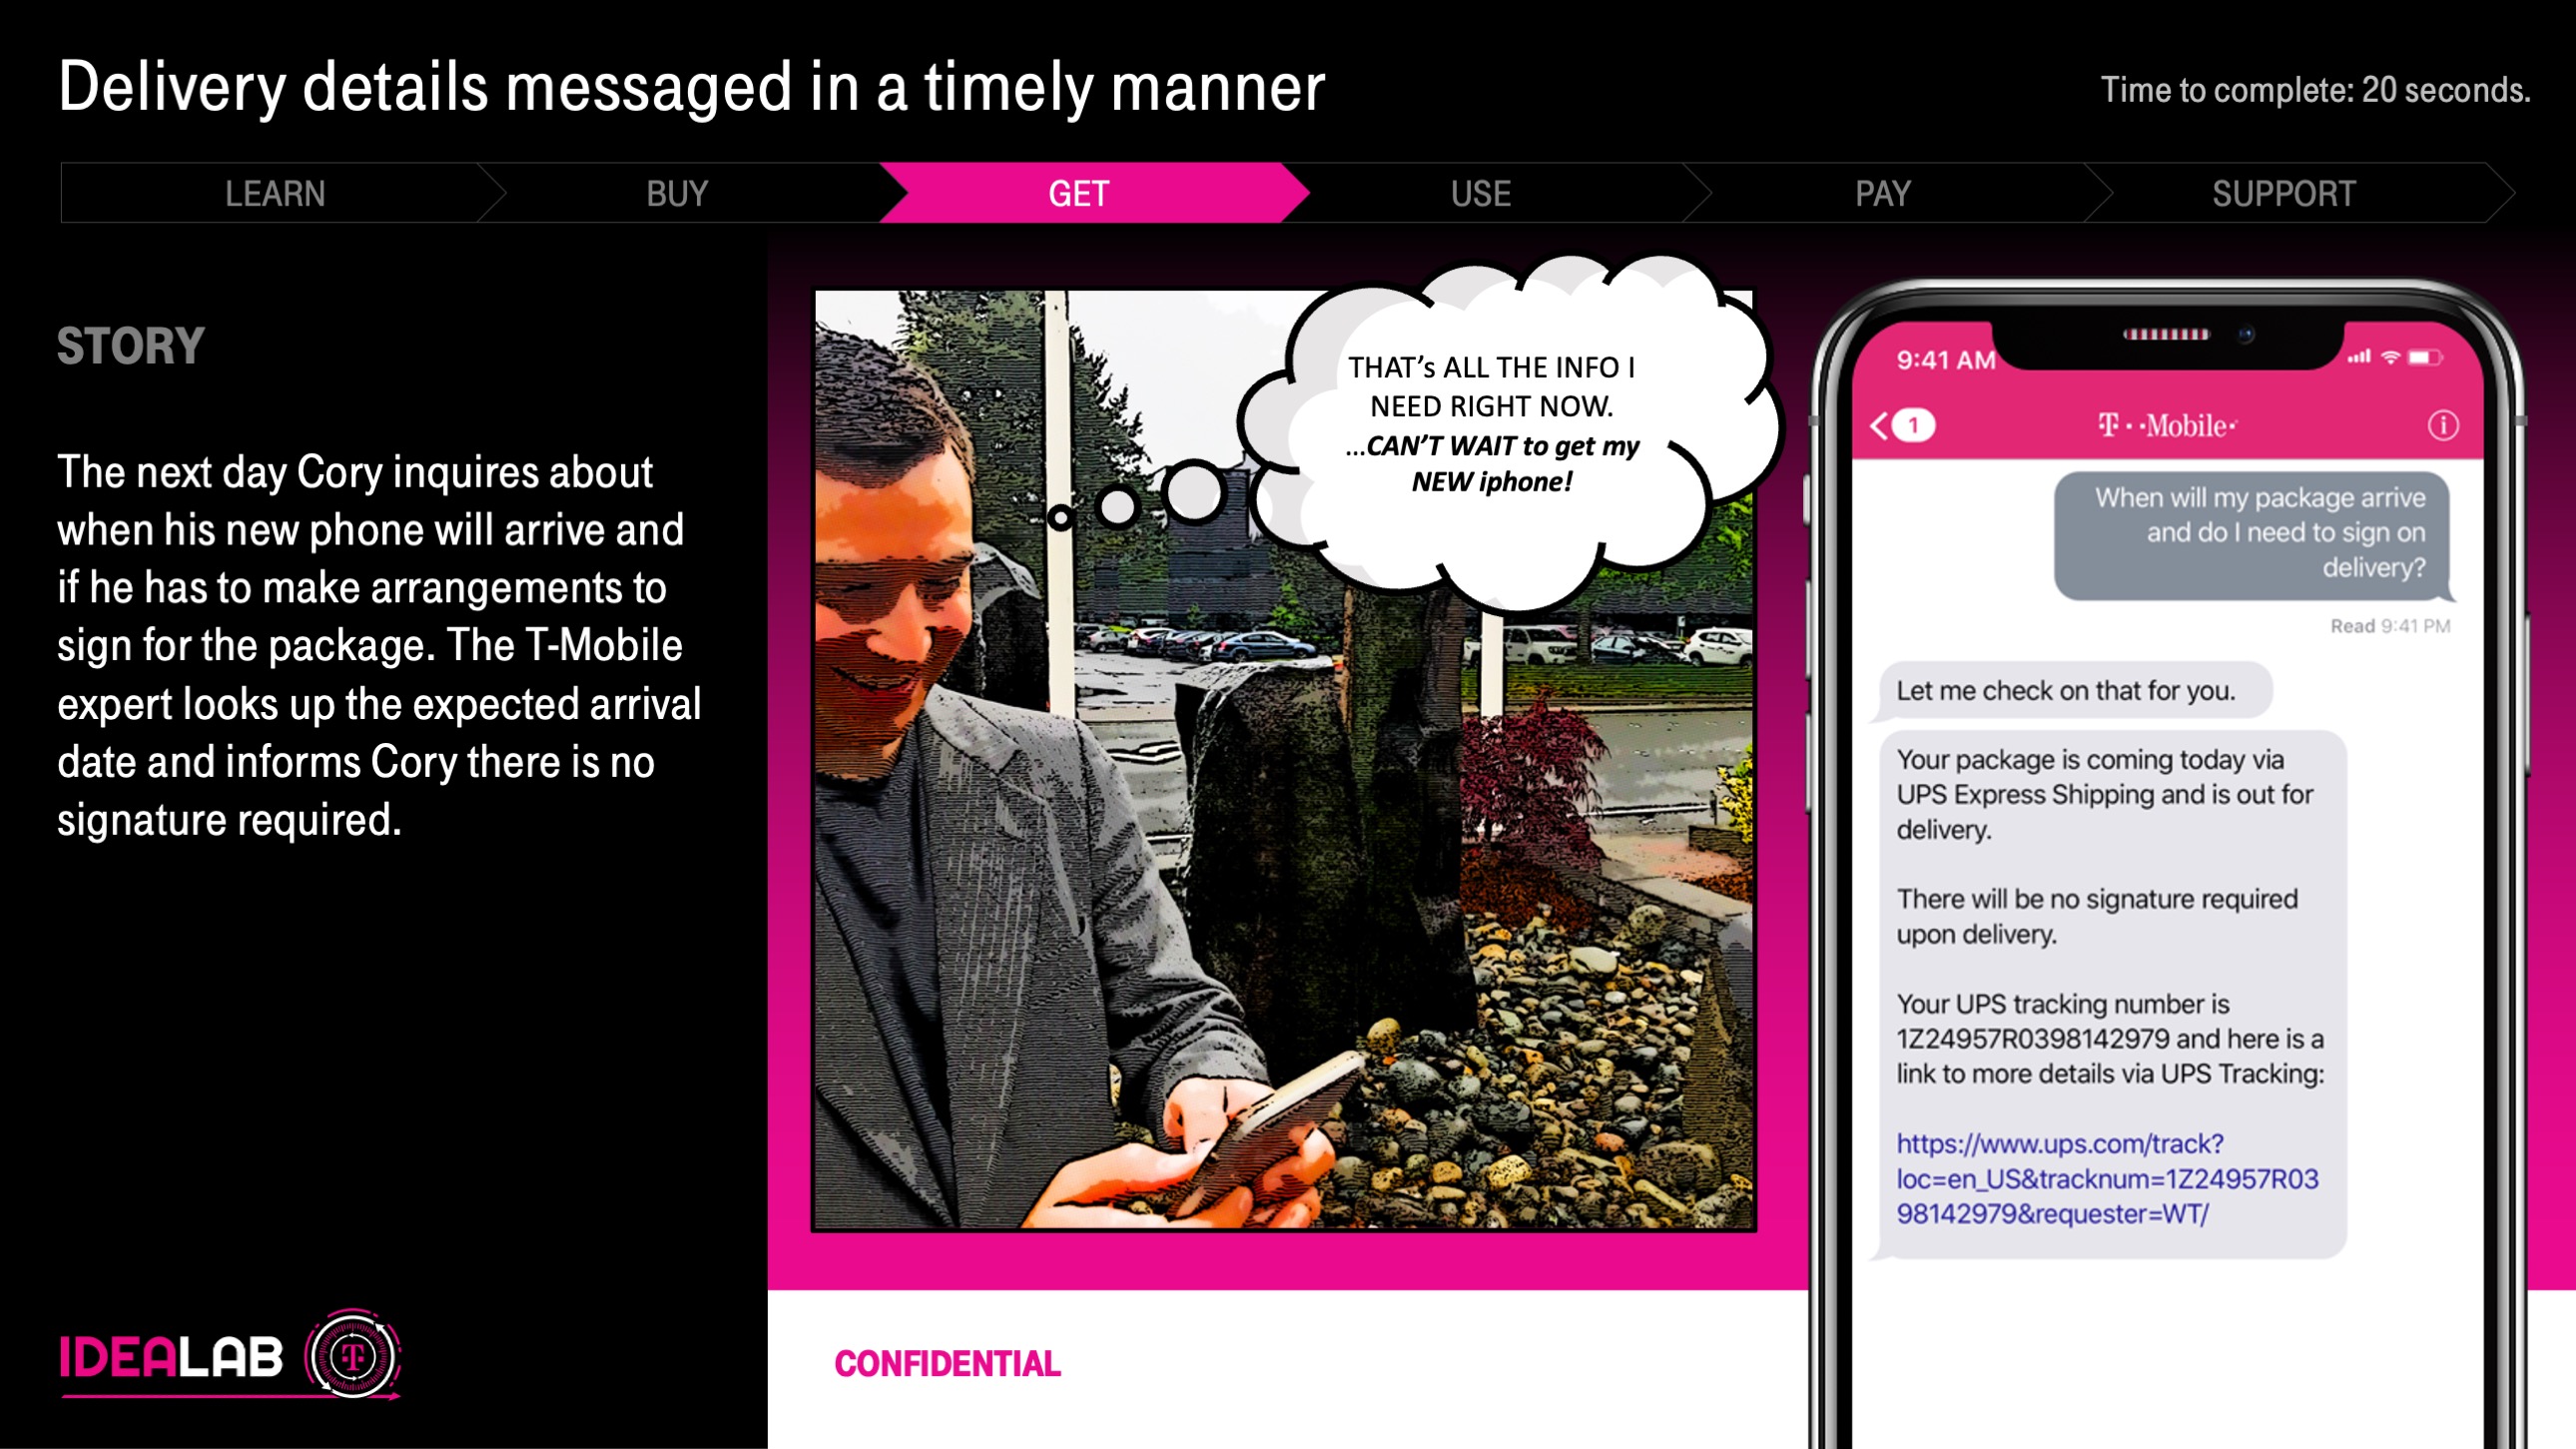 Delivery details messaged in a timely manner
Time to complete: 20 seconds.
LEARN
BUY
GET
USE
PAY
SUPPORT
STORY
The next day Cory inquires about
when his new phone will arrive and
if he has to make arrangements to
sign for the package. The T-Mobile
expert looks up the expected arrival
date and informs Cory there is no
signature required.
THAT's ALL THE INFO I
NEED RIGHT NOW.
...CAN'T WAIT to get my
NEW iphone!
9:41 AM
1
T··Mobile·
When will my package arrive
and do I need to sign on
delivery?
Read 9:41 PM
Let me check on that for you.
Your package is coming today via
UPS Express Shipping and is out for
delivery.
There will be no signature required
upon delivery.
Your UPS tracking number is
1Z24957R0398142979 and here is a
link to more details via UPS Tracking:
https://www.ups.com/track?
loc=en_US&tracknum=1Z24957R03
98142979&requester=WT/
IDEALAB
T
CONFIDENTIAL